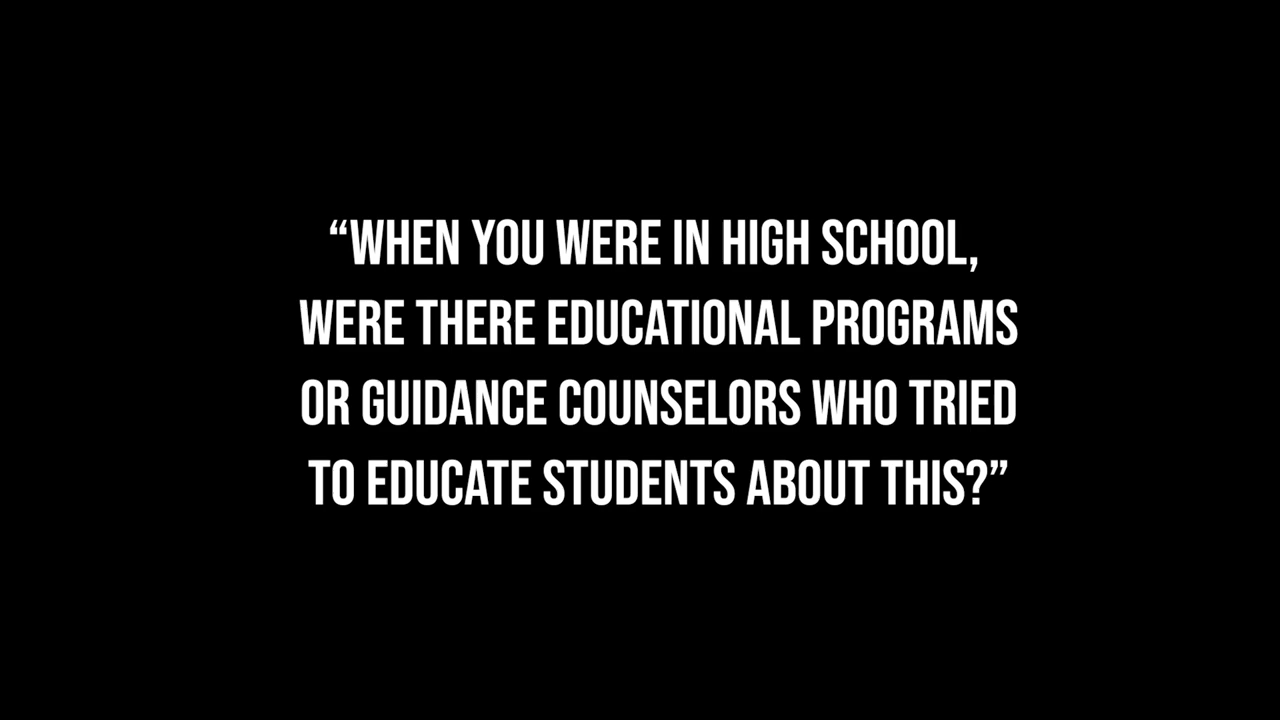 “WHEN YOU WERE IN HIGH SCHOOL,
WERE THERE EDUCATIONAL PROGRAMS
OR GUIDANCE COUNSELORS WHO TRIED
TO EDUCATE STUDENTS ABOUT THIS?”